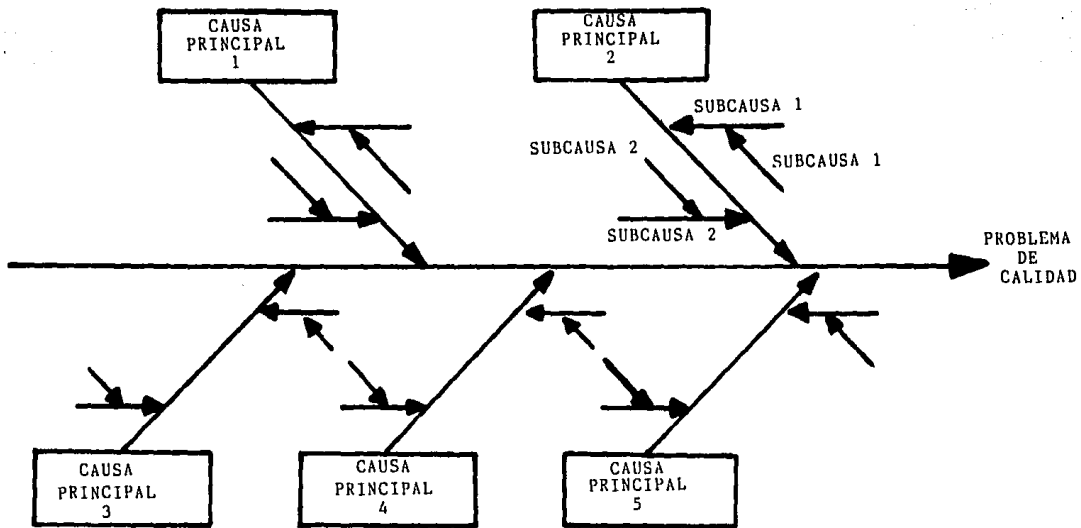 CAUSA
PRINCIPAL
1
CAUSA
PRINCIPAL
2
SUBCAUSA 1
SUBCAUSA 2
SUBCAUSA 1
SUBCAUSA 2
PROBLEMA
DE
CALIDAD
CAUSA
PRINCIPAL
3
CAUSA
PRINCIPAL
4
CAUSA
PRINCIPAL
5